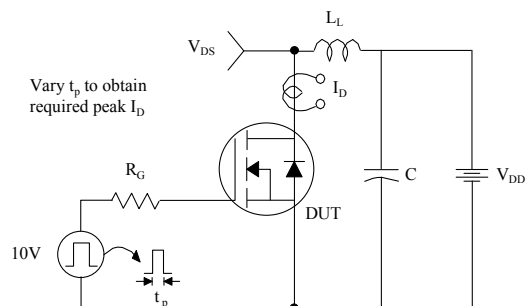 L_L
V_DS
I_D
Vary t_p to obtain
required peak I_D
R_G
C
V_DD
DUT
10V
t_p